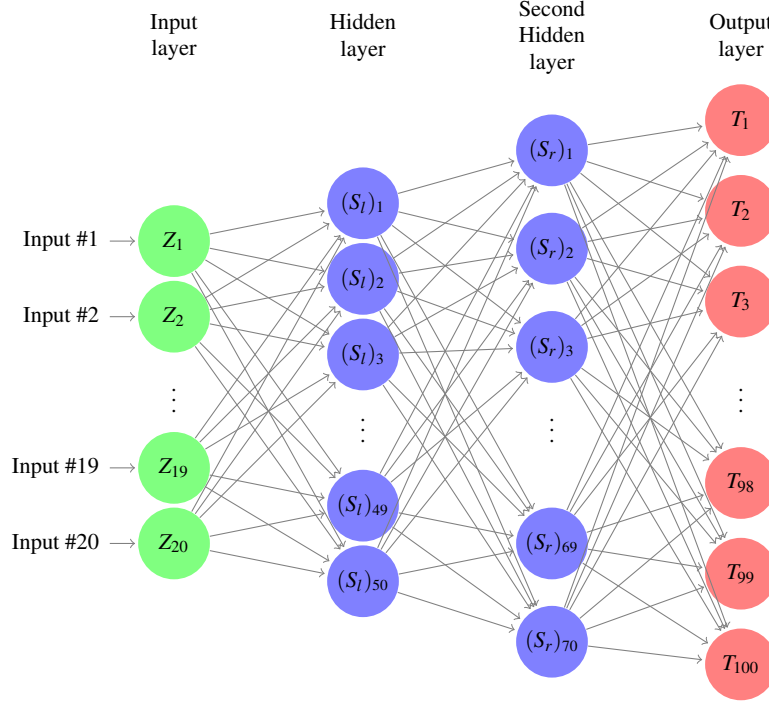 Input
layer
Hidden
layer
Second
Hidden
layer
Output
layer
Input #1
Input #2
Input #19
Input #20
Z₁
Z₂
⋮
Z₁₉
Z₂₀
(Sₗ)₁
(Sₗ)₂
(Sₗ)₃
⋮
(Sₗ)₄₉
(Sₗ)₅₀
(Sᵣ)₁
(Sᵣ)₂
(Sᵣ)₃
⋮
(Sᵣ)₆₉
(Sᵣ)₇₀
T₁
T₂
T₃
⋮
T₉₈
T₉₉
T₁₀₀